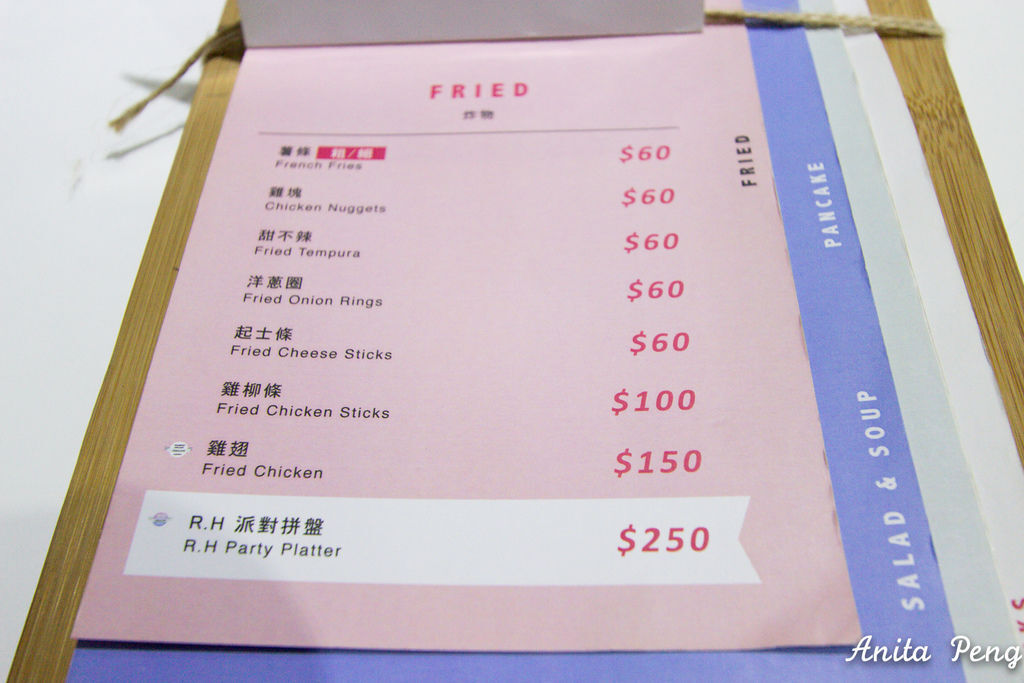 FRIED
炸物
薯條 粗/細 $60
French Fries
雞塊 $60
Chicken Nuggets
甜不辣 $60
Fried Tempura
洋蔥圈 $60
Fried Onion Rings
起士條 $60
Fried Cheese Sticks
雞柳條 $100
Fried Chicken Sticks
雞翅 $150
Fried Chicken
R.H 派對拼盤 $250
R.H Party Platter
FRIED
PANCAKE
SALAD & SOUP
Anita Peng